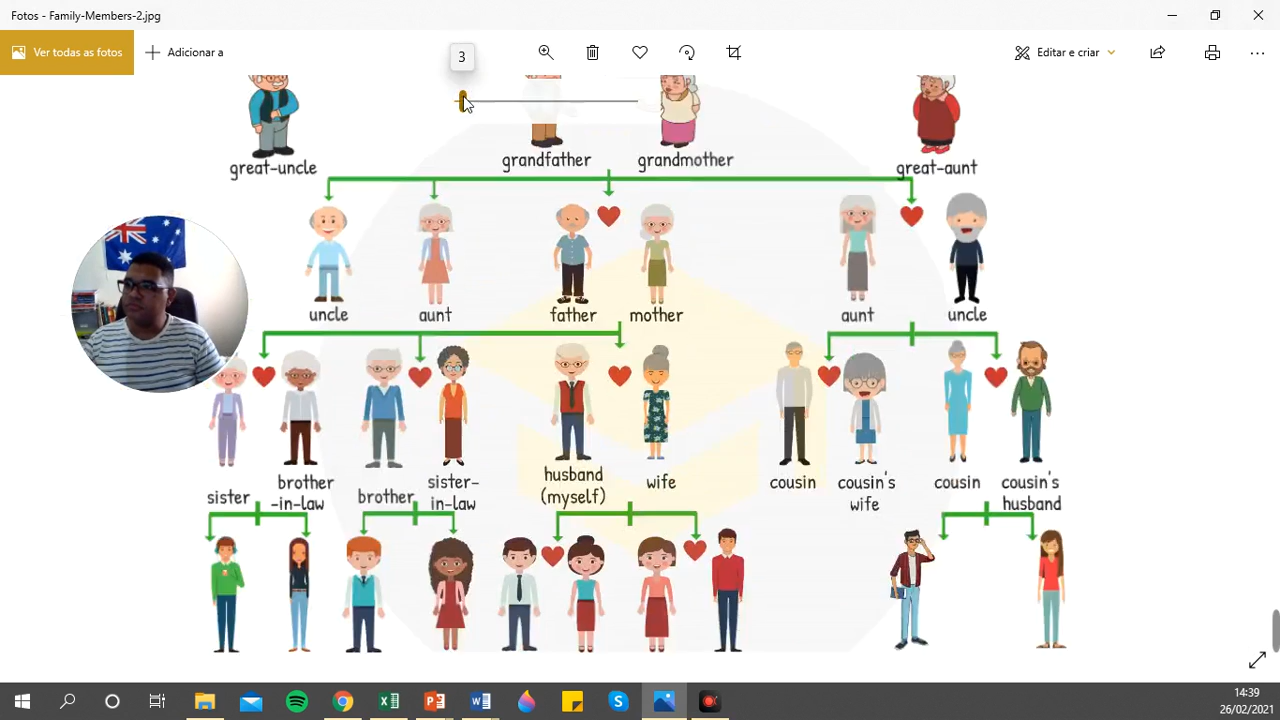 Fotos - Family-Members-2.jpg
Ver todas as fotos
Adicionar a
3
Editar e criar
grandfather
grandmother
great-uncle
great-aunt
uncle
aunt
father
mother
aunt
uncle
sister
brother
-in-law
brother
sister-
in-law
husband
(myself)
wife
cousin
cousin's
wife
cousin
cousin's
husband
14:39
26/02/2021